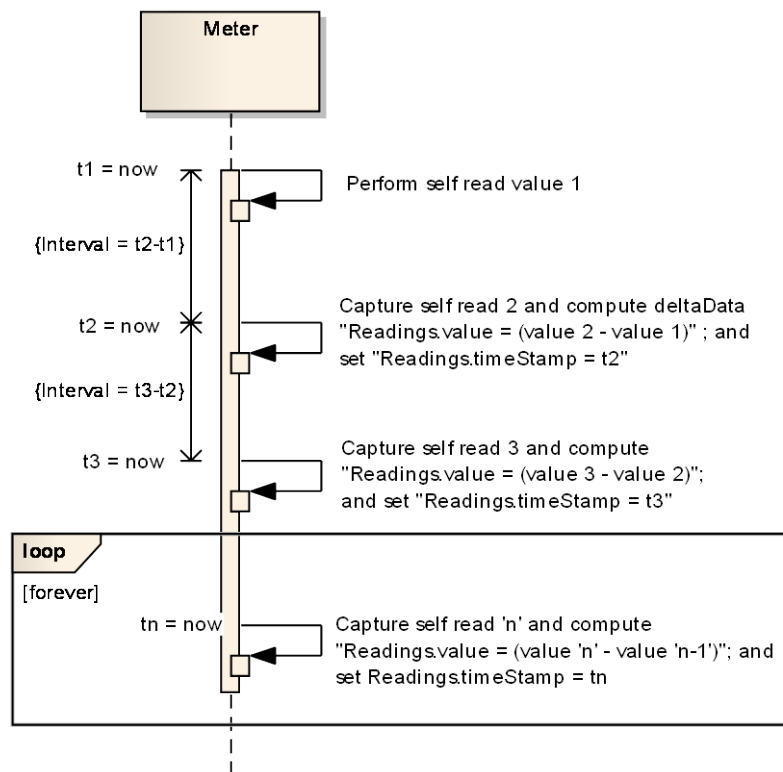 Meter
t1 = now
Perform self read value 1
{Interval = t2-t1}
Capture self read 2 and compute deltaData
"Readings.value = (value 2 - value 1)" ; and
set "Readings.timeStamp = t2"
t2 = now
{Interval = t3-t2}
Capture self read 3 and compute
"Readings.value = (value 3 - value 2)";
and set "Readings.timeStamp = t3"
t3 = now
loop
[forever]
tn = now
Capture self read 'n' and compute
"Readings.value = (value 'n' - value 'n-1')"; and
set Readings.timeStamp = tn